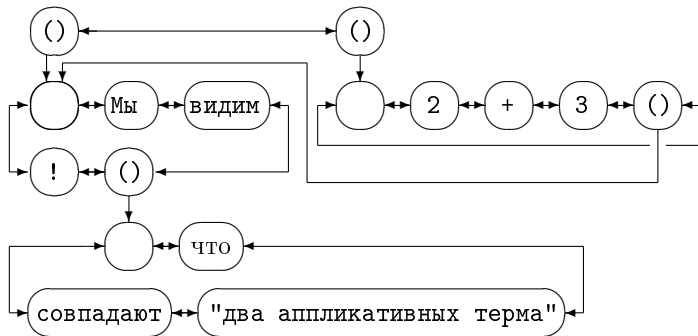 () ()
Мы видим 2 + 3 ()
! ()
что
совпадают "два аппликативных терма"